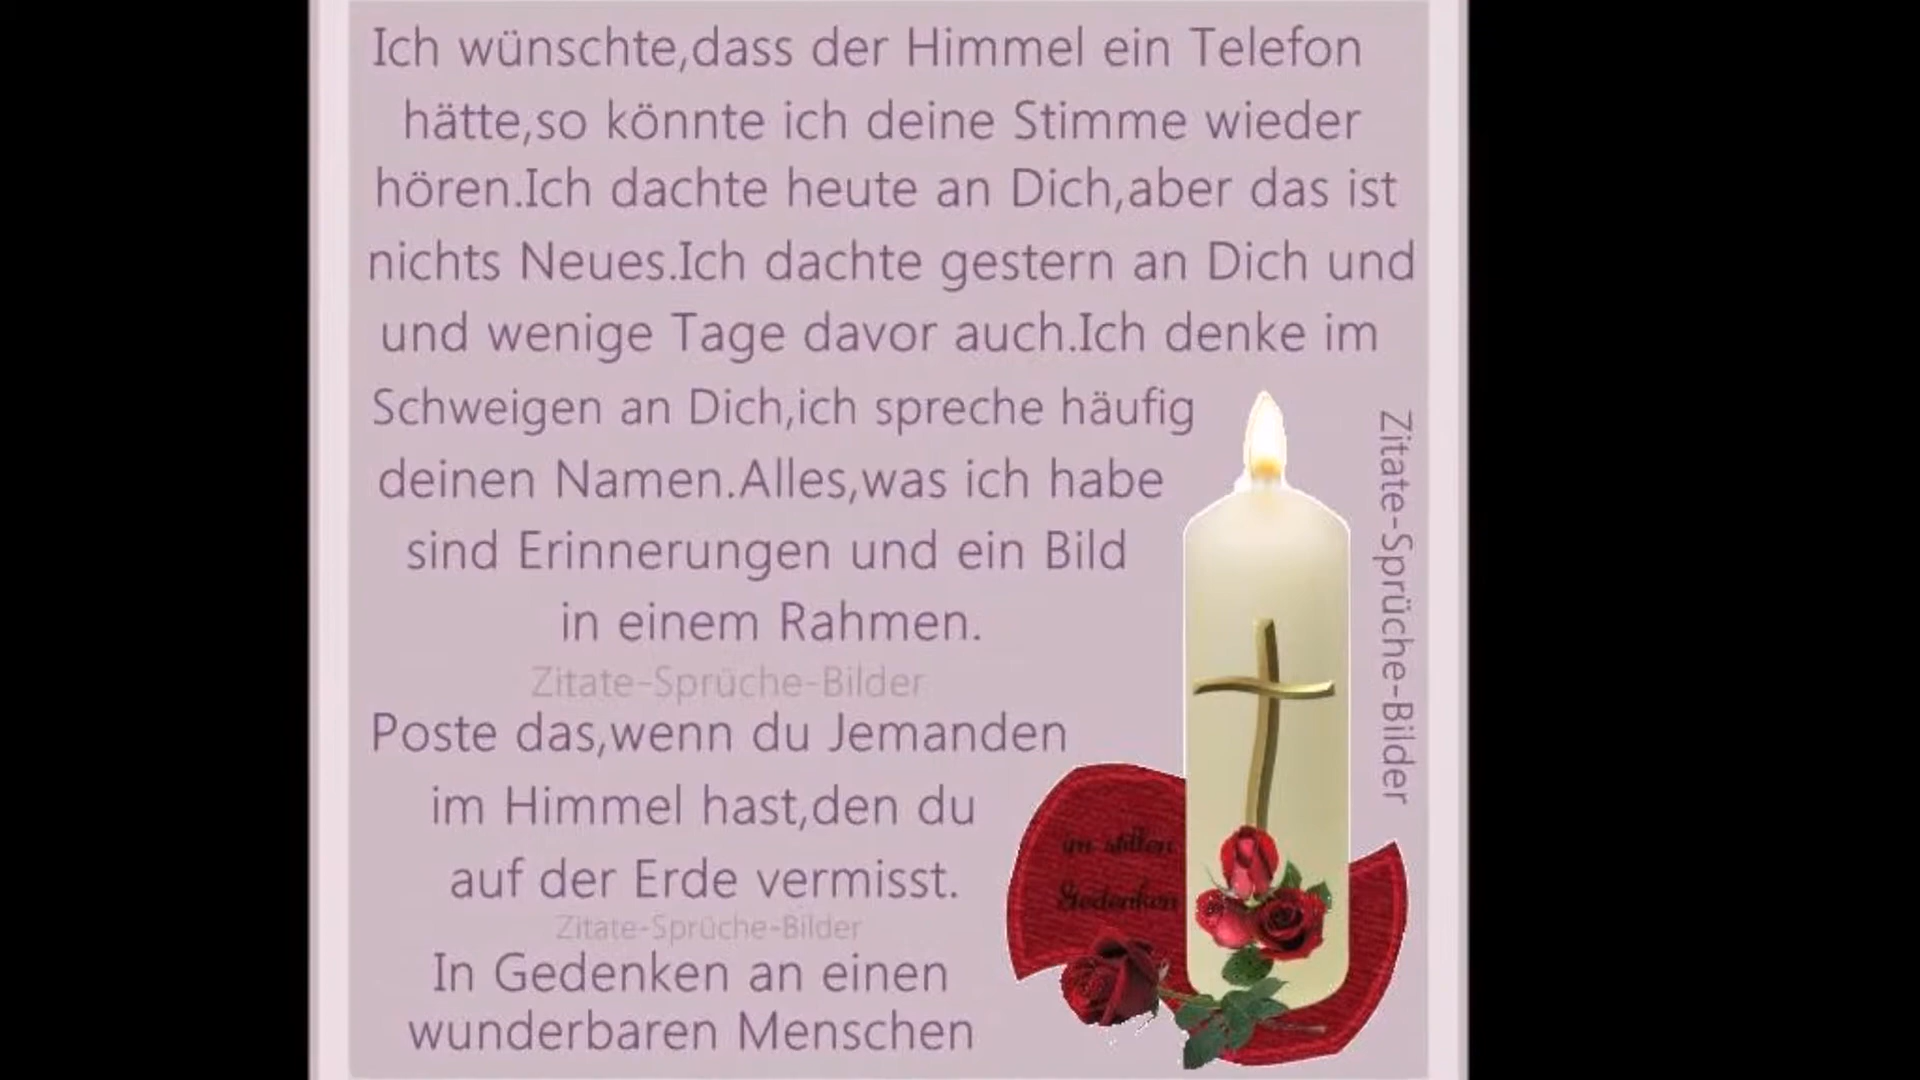 Ich wünschte,dass der Himmel ein Telefon
hätte,so könnte ich deine Stimme wieder
hören.Ich dachte heute an Dich,aber das ist
nichts Neues.Ich dachte gestern an Dich und
und wenige Tage davor auch.Ich denke im
Schweigen an Dich,ich spreche häufig
deinen Namen.Alles,was ich habe
sind Erinnerungen und ein Bild
in einem Rahmen.
Zitate-Sprüche-Bilder
Poste das,wenn du Jemanden
im Himmel hast,den du
auf der Erde vermisst.
Zitate-Sprüche-Bilder
In Gedenken an einen
wunderbaren Menschen
Zitate-Sprüche-Bilder
im stillen
Gedenken